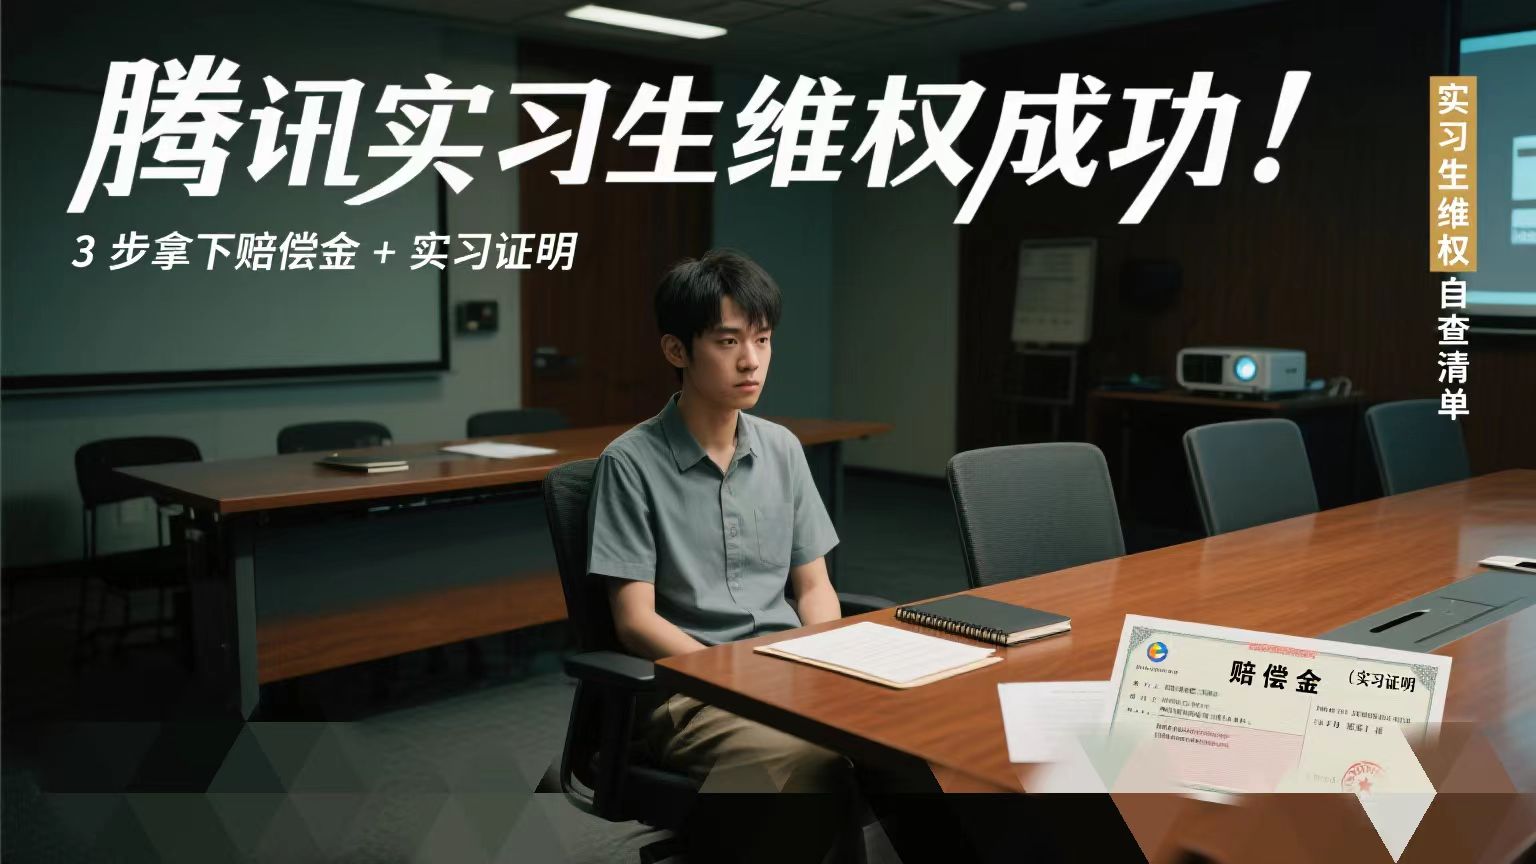 腾讯实习生维权成功！
3 步拿下赔偿金 + 实习证明
实习生维权自查清单
赔偿金
（实习证明